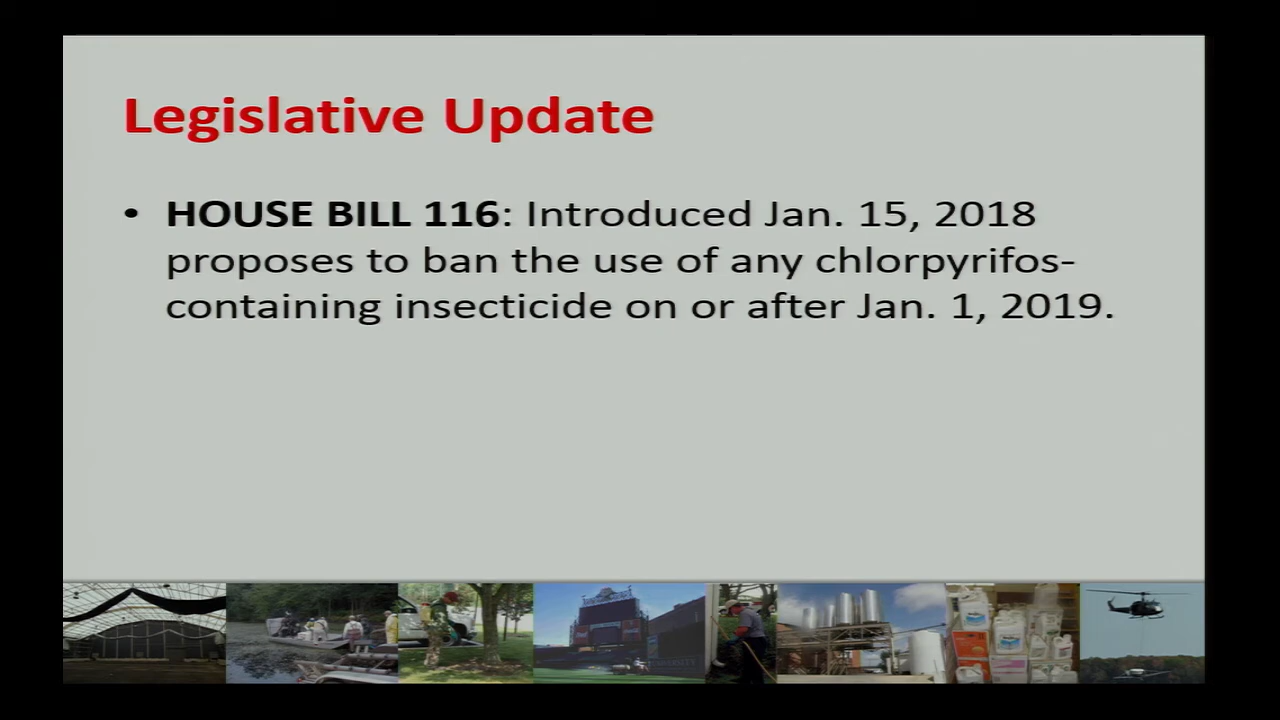 Legislative Update
• HOUSE BILL 116: Introduced Jan. 15, 2018
proposes to ban the use of any chlorpyrifos-
containing insecticide on or after Jan. 1, 2019.